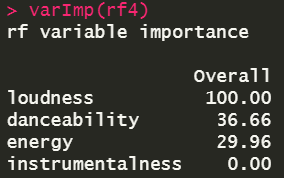 > varImp(rf4)
rf variable importance
Overall
loudness 100.00
danceability 36.66
energy 29.96
instrumentalness 0.00